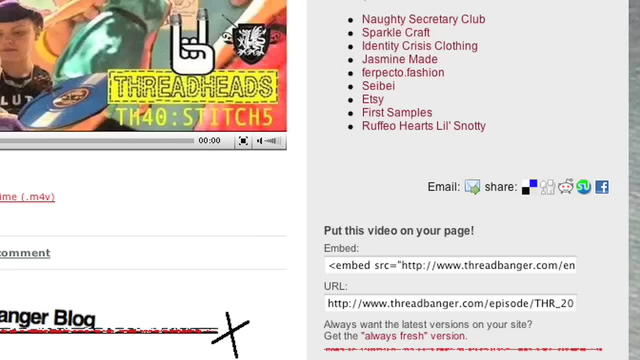 THREADHEADS
TH40:STITCH5
00:00
ime (.m4v)
comment
anger Blog
Naughty Secretary Club
Sparkle Craft
Identity Crisis Clothing
Jasmine Made
ferpecto.fashion
Seibei
Etsy
First Samples
Ruffeo Hearts Lil' Snotty
Email: share:
Put this video on your page!
Embed:
<embed src="http://www.threadbanger.com/en
URL:
http://www.threadbanger.com/episode/THR_20
Always want the latest versions on your site?
Get the "always fresh" version.